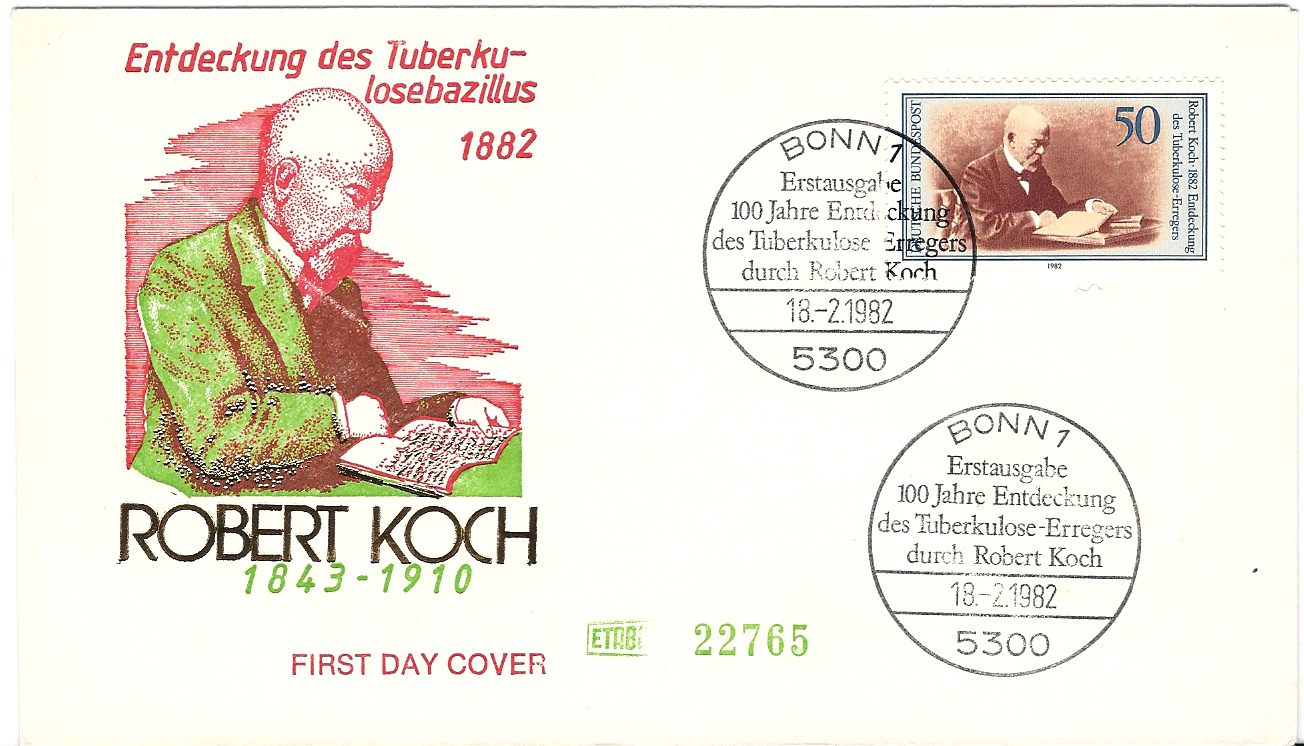 Entdeckung des Tuberku-
losebazillus
1882
ROBERT KOCH
1843-1910
FIRST DAY COVER
22765
BONN 1
Erstausgabe
100 Jahre Entdeckung
des Tuberkulose-Erregers
durch Robert Koch
18.-2.1982
5300
DEUTSCHE BUNDESPOST
50
Robert Koch · 1882 Entdeckung
des Tuberkulose-Erregers
1982
BONN 1
Erstausgabe
100 Jahre Entdeckung
des Tuberkulose-Erregers
durch Robert Koch
18.-2.1982
5300